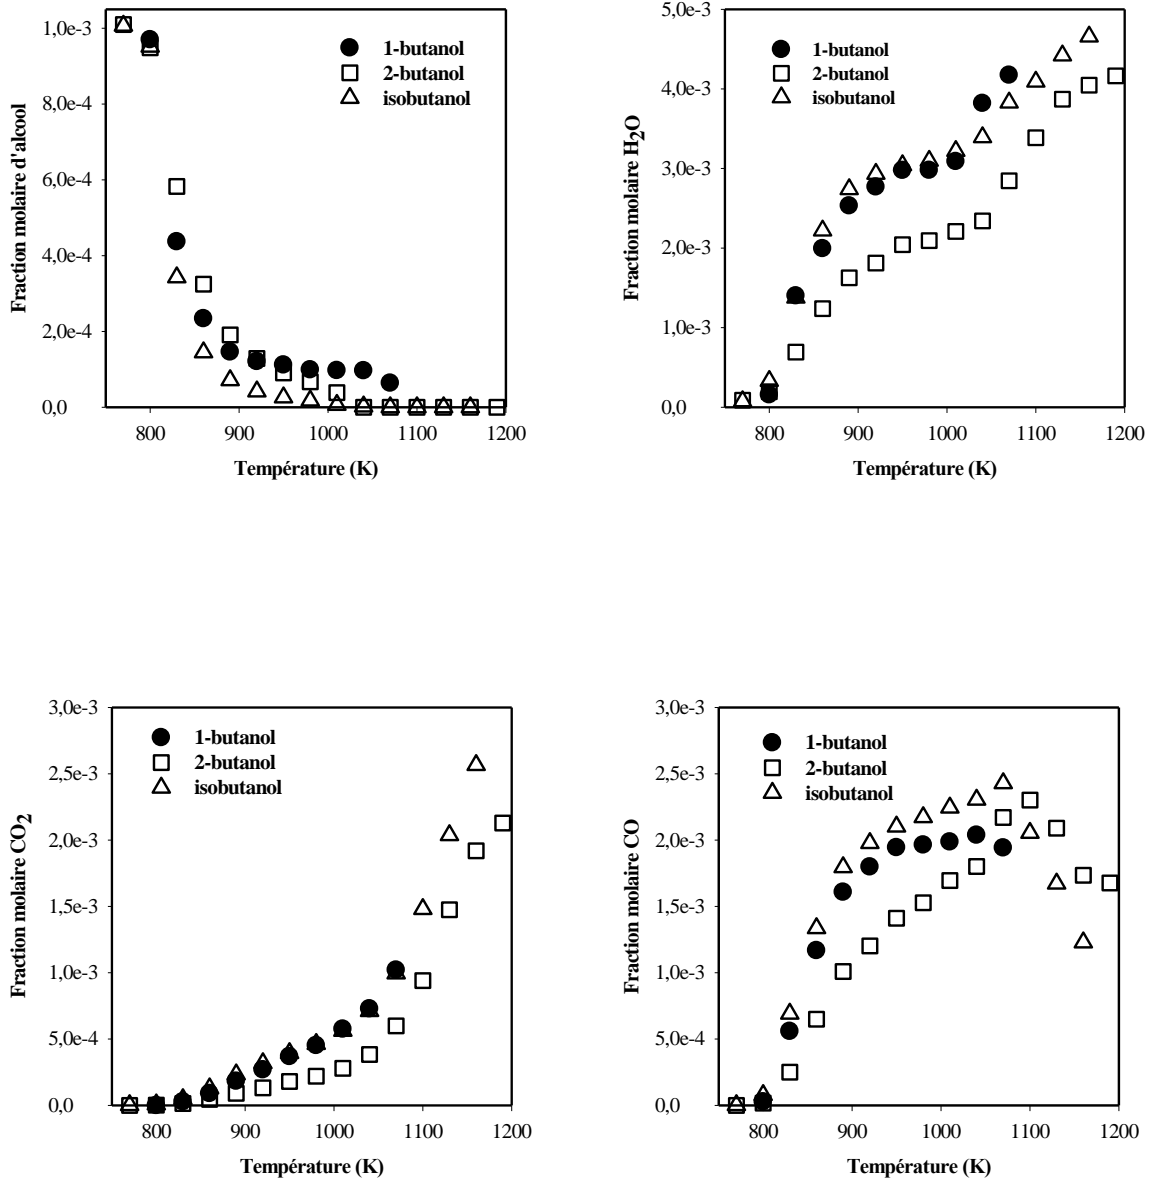 1,0e-3
8,0e-4
6,0e-4
4,0e-4
2,0e-4
0,0
Fraction molaire d'alcool
1-butanol
2-butanol
isobutanol
800 900 1000 1100 1200
Température (K)
5,0e-3
4,0e-3
3,0e-3
2,0e-3
1,0e-3
0,0
Fraction molaire H2O
1-butanol
2-butanol
isobutanol
800 900 1000 1100 1200
Température (K)
3,0e-3
2,5e-3
2,0e-3
1,5e-3
1,0e-3
5,0e-4
0,0
Fraction molaire CO2
1-butanol
2-butanol
isobutanol
800 900 1000 1100 1200
Température (K)
3,0e-3
2,5e-3
2,0e-3
1,5e-3
1,0e-3
5,0e-4
0,0
Fraction molaire CO
1-butanol
2-butanol
isobutanol
800 900 1000 1100 1200
Température (K)